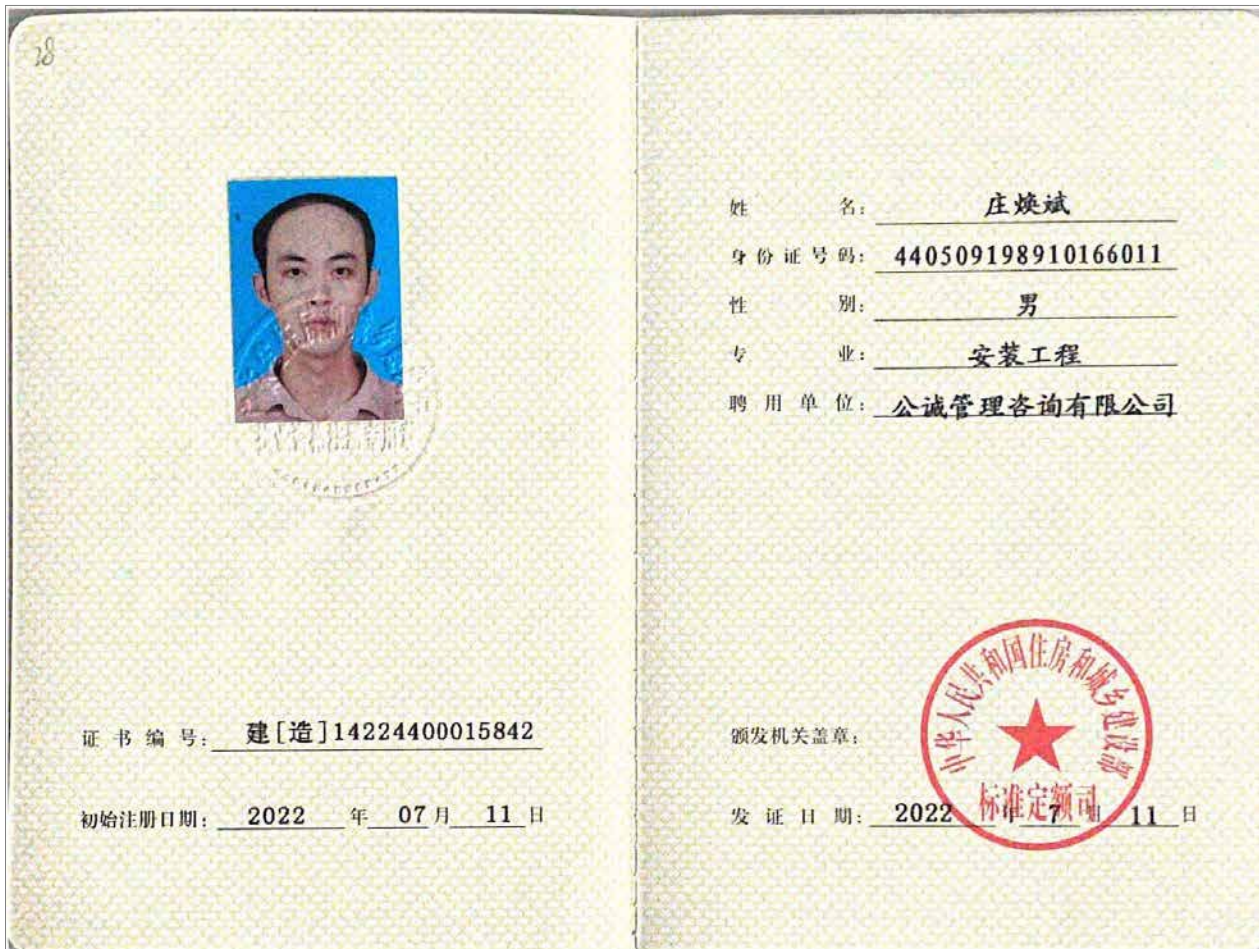 28
证书编号: 建[造]14224400015842
初始注册日期: 2022 年 07 月 11 日
姓名: 庄焕斌
身份证号码: 440509198910166011
性别: 男
专业: 安装工程
聘用单位: 公诚管理咨询有限公司
中华人民共和国住房和城乡建设部
标准定额司
颁发机关盖章:
发证日期: 2022 年 7 月 11 日